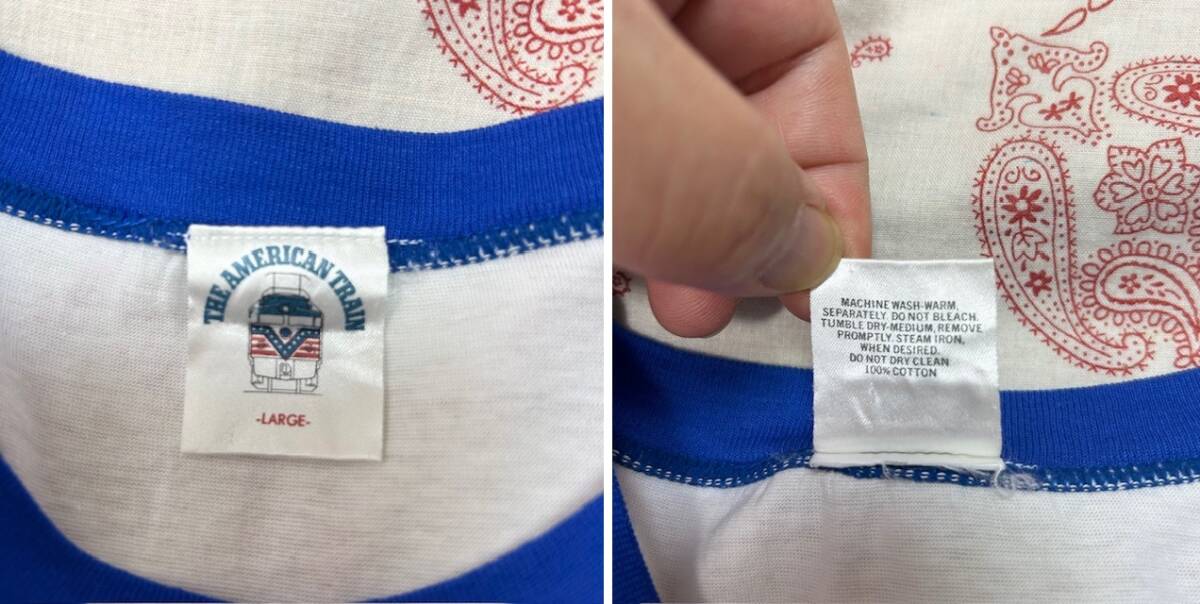 THE AMERICAN TRAIN
-LARGE-
MACHINE WASH-WARM,
SEPARATELY. DO NOT BLEACH.
TUMBLE DRY-MEDIUM, REMOVE
PROMPTLY. STEAM IRON,
WHEN DESIRED.
DO NOT DRY CLEAN
100% COTTON